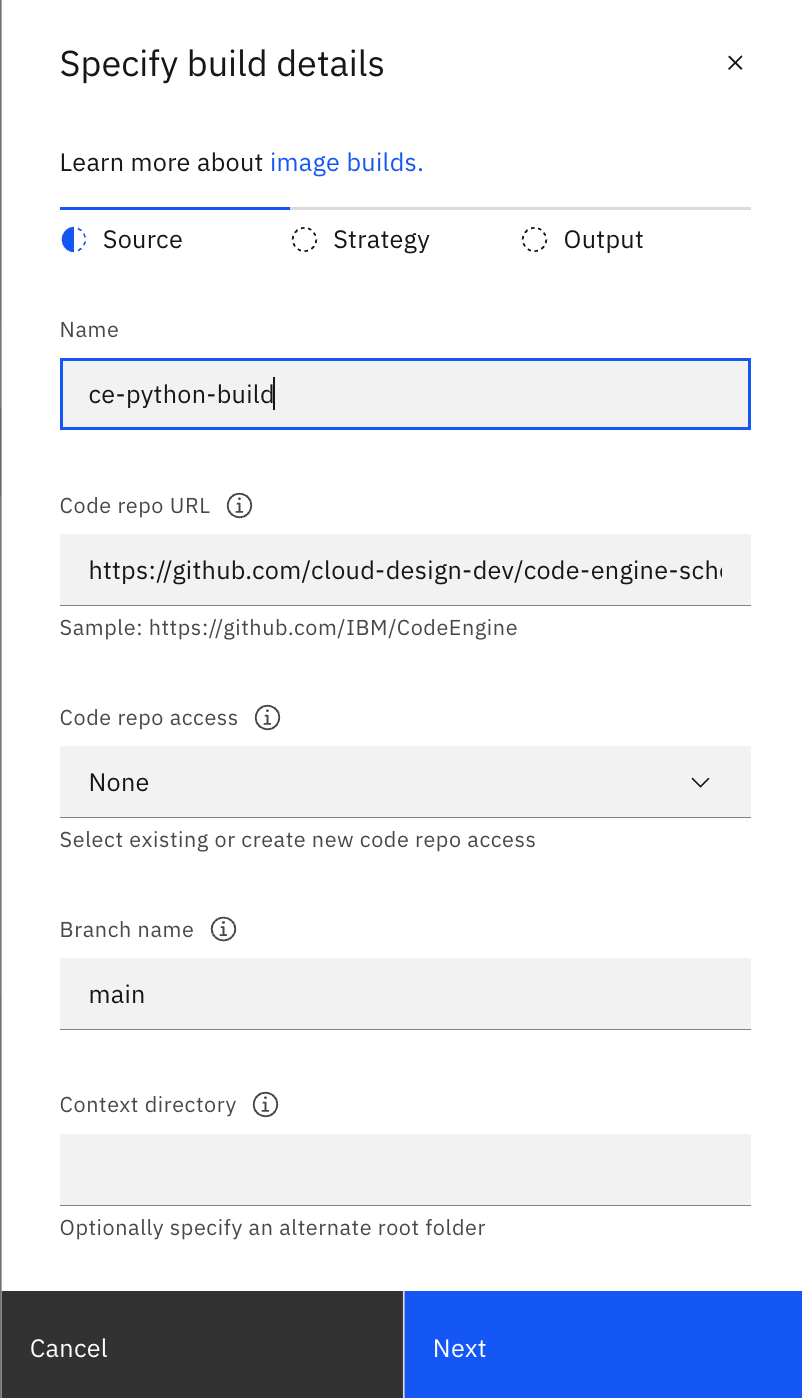 Specify build details
Learn more about image builds.
Source Strategy Output
Name
ce-python-build
Code repo URL
https://github.com/cloud-design-dev/code-engine-sch
Sample: https://github.com/IBM/CodeEngine
Code repo access
None
Select existing or create new code repo access
Branch name
main
Context directory
Optionally specify an alternate root folder
Cancel Next